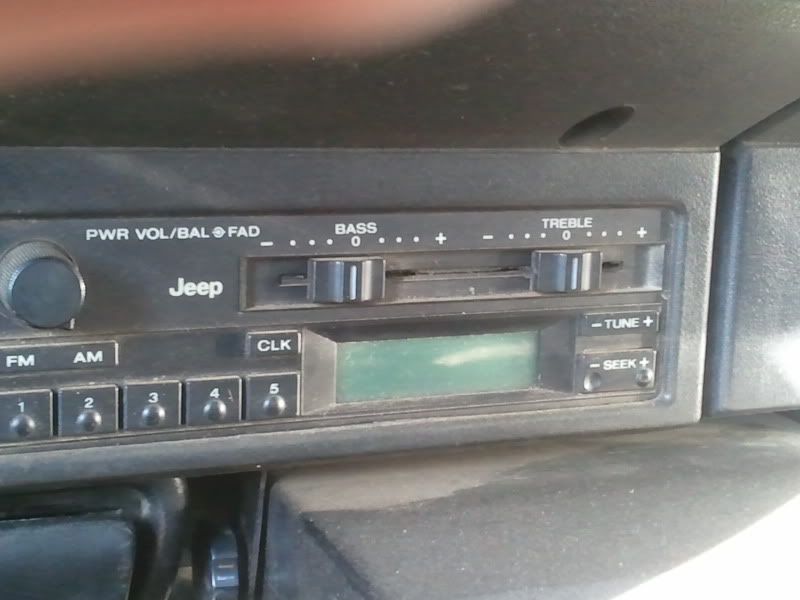 PWR VOL/BAL FAD
BASS
TREBLE
- 0 +
- 0 +
Jeep
- TUNE +
CLK
FM AM
- SEEK +
1 2 3 4 5